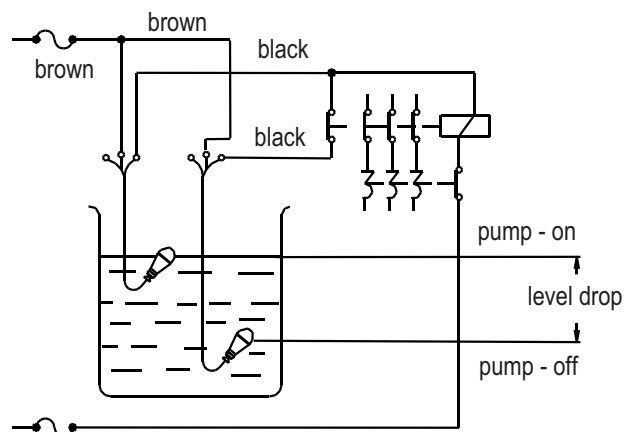 brown
brown
black
black
pump - on
level drop
pump - off